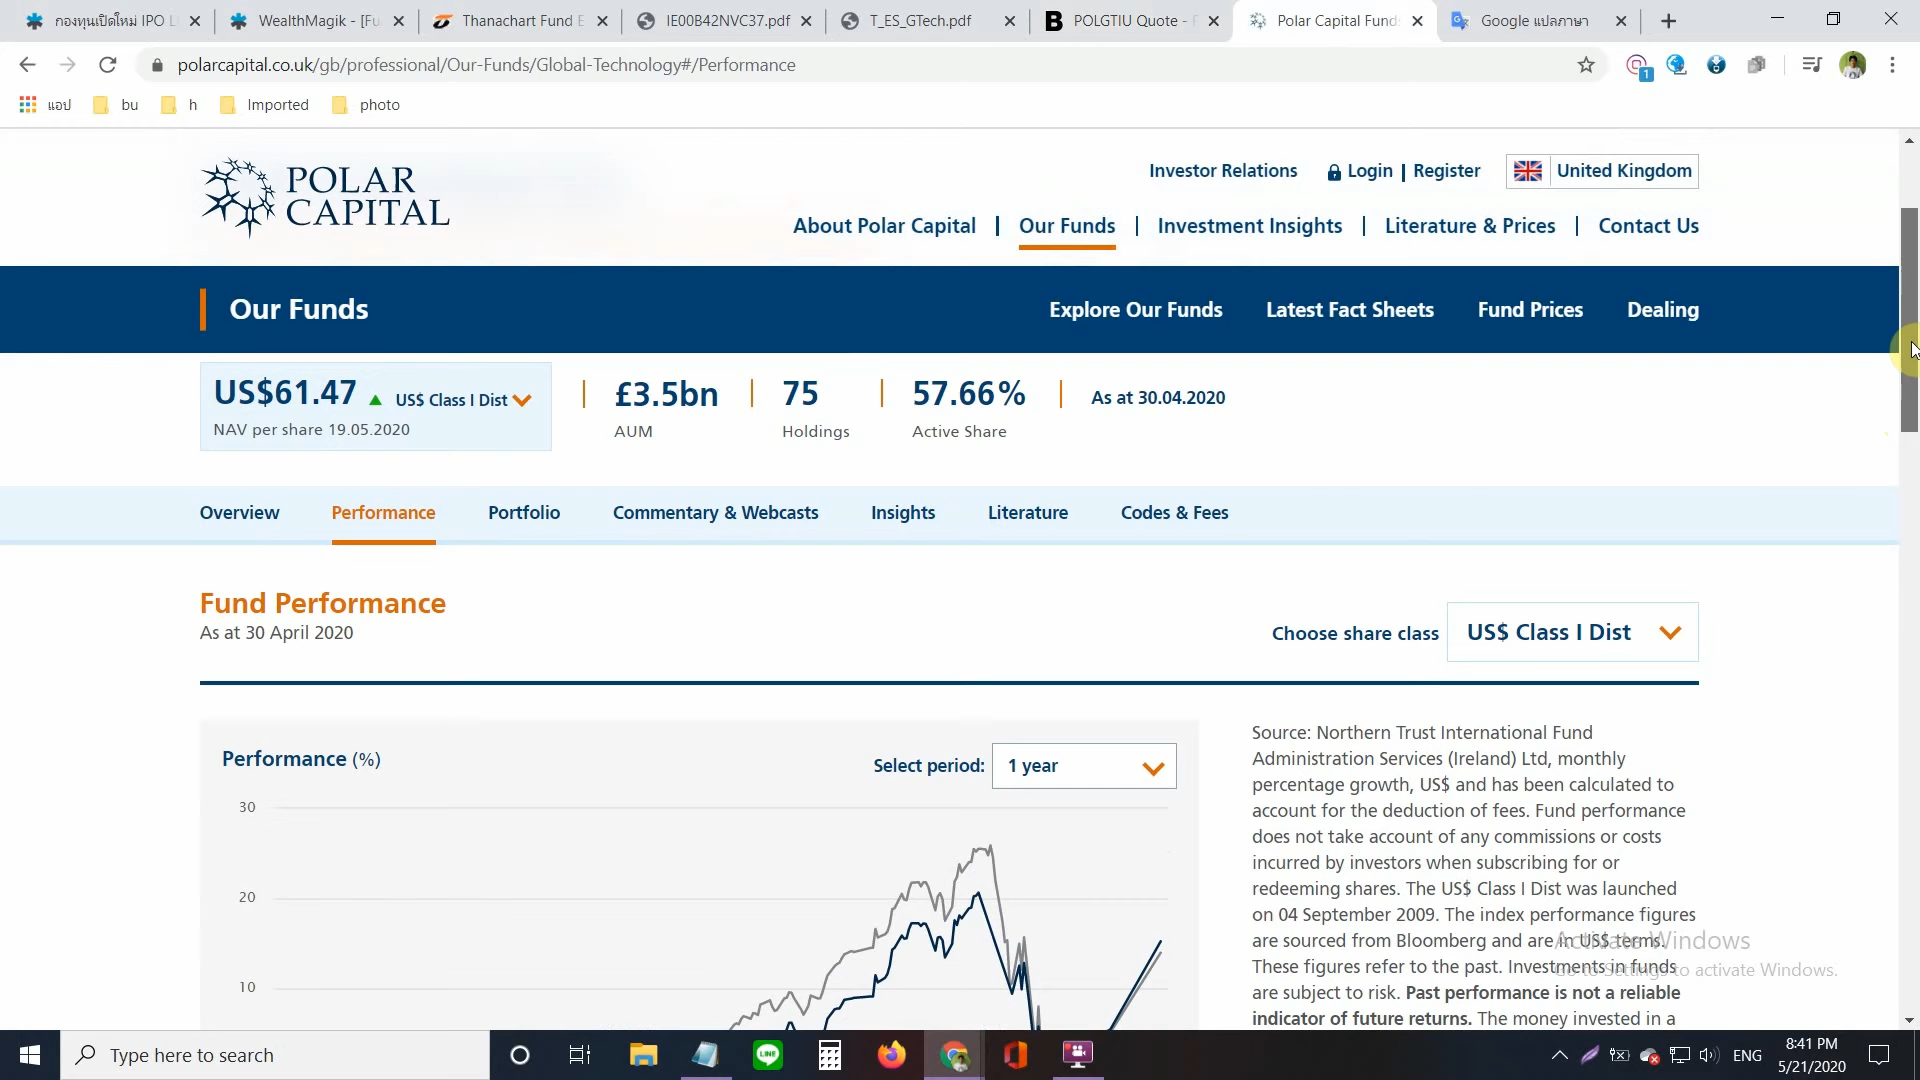 กองทุนเปิดใหม่ IPO L
WealthMagik - [Fu
Thanachart Fund E
IE00B42NVC37.pdf
T_ES_GTech.pdf
POLGTIU Quote - F
Polar Capital Fund
Google แปลภาษา
polarcapital.co.uk/gb/professional/Our-Funds/Global-Technology#/Performance
1
แอป
bu
h
Imported
photo
POLAR
CAPITAL
Investor Relations
Login | Register
United Kingdom
About Polar Capital | Our Funds | Investment Insights | Literature & Prices | Contact Us
Our Funds
Explore Our Funds
Latest Fact Sheets
Fund Prices
Dealing
US$61.47
US$ Class I Dist
NAV per share 19.05.2020
£3.5bn
AUM
75
Holdings
57.66%
Active Share
As at 30.04.2020
Overview
Performance
Portfolio
Commentary & Webcasts
Insights
Literature
Codes & Fees
Fund Performance
As at 30 April 2020
Choose share class
US$ Class I Dist
Performance (%)
Select period:
1 year
30
20
10
Source: Northern Trust International Fund
Administration Services (Ireland) Ltd, monthly
percentage growth, US$ and has been calculated to
account for the deduction of fees. Fund performance
does not take account of any commissions or costs
incurred by investors when subscribing for or
redeeming shares. The US$ Class I Dist was launched
on 04 September 2009. The index performance figures
are sourced from Bloomberg and are in US$ terms.
These figures refer to the past. Investments in funds
are subject to risk. Past performance is not a reliable
indicator of future returns. The money invested in a
Activate Windows
Go to Settings to activate Windows.
Type here to search
LINE
ENG
8:41 PM
5/21/2020